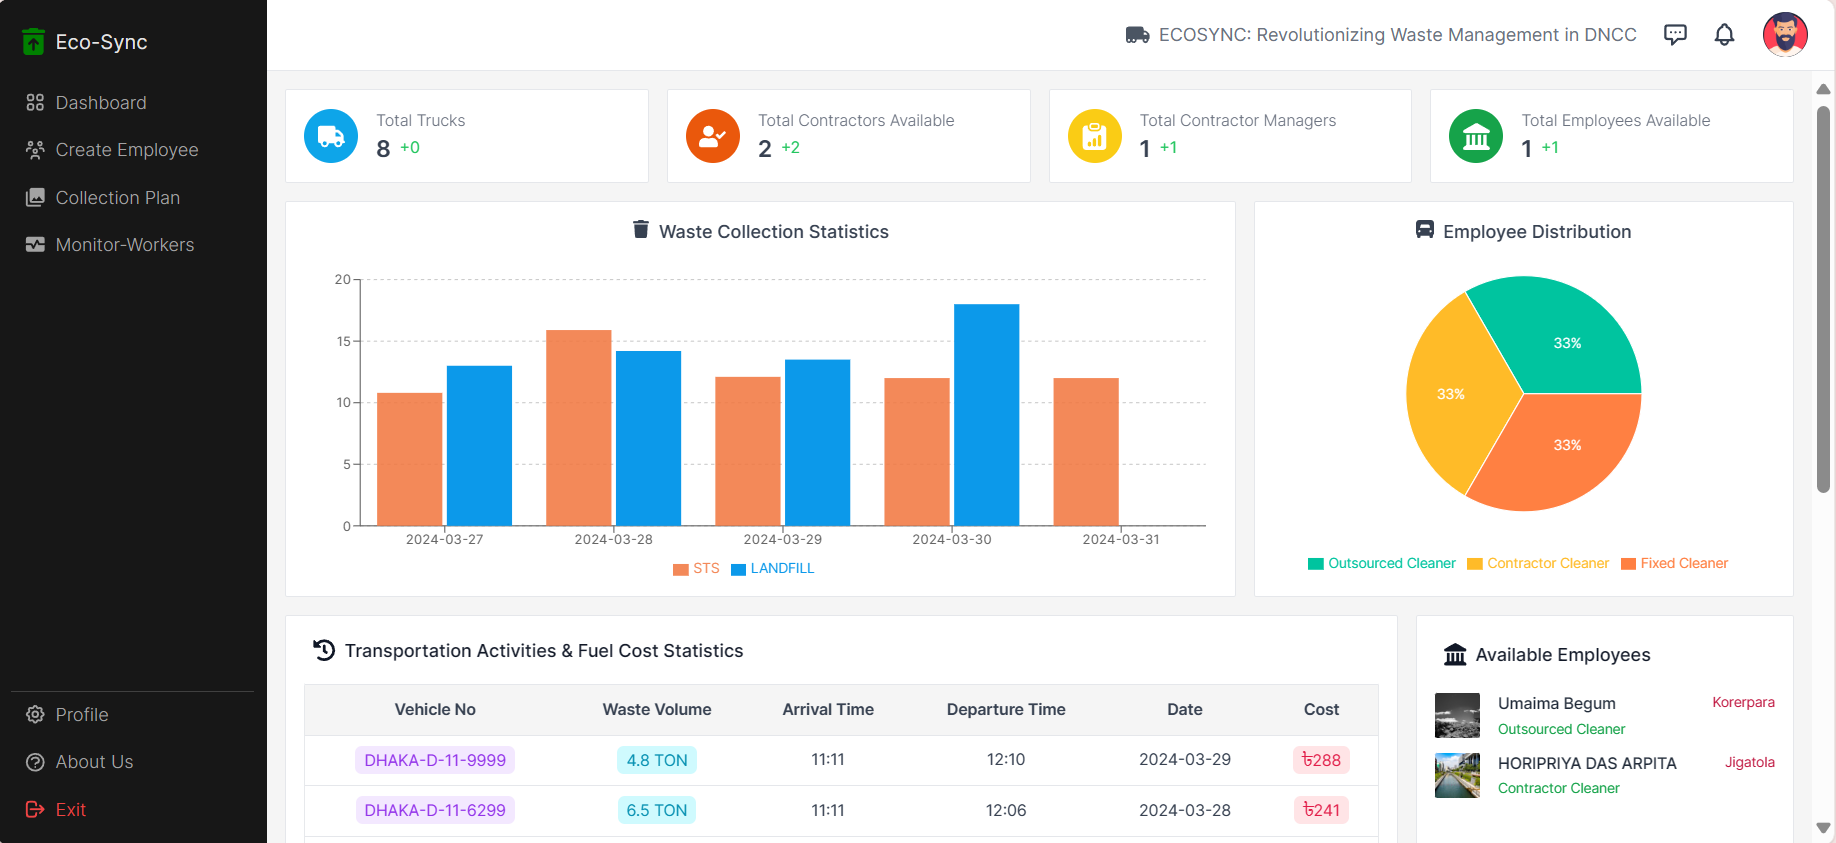 Eco-Sync
Dashboard
Create Employee
Collection Plan
Monitor-Workers
Profile
About Us
Exit
ECOSYNC: Revolutionizing Waste Management in DNCC
Total Trucks
8 +0
Total Contractors Available
2 +2
Total Contractor Managers
1 +1
Total Employees Available
1 +1
Waste Collection Statistics
20
15
10
5
0
2024-03-27 2024-03-28 2024-03-29 2024-03-30 2024-03-31
STS LANDFILL
Employee Distribution
33%
33%
33%
Outsourced Cleaner Contractor Cleaner Fixed Cleaner
Transportation Activities & Fuel Cost Statistics
Vehicle No Waste Volume Arrival Time Departure Time Date Cost
DHAKA-D-11-9999 4.8 TON 11:11 12:10 2024-03-29 ৳288
DHAKA-D-11-6299 6.5 TON 11:11 12:06 2024-03-28 ৳241
Available Employees
Umaima Begum Korerpara
Outsourced Cleaner
HORIPRIYA DAS ARPITA Jigatola
Contractor Cleaner